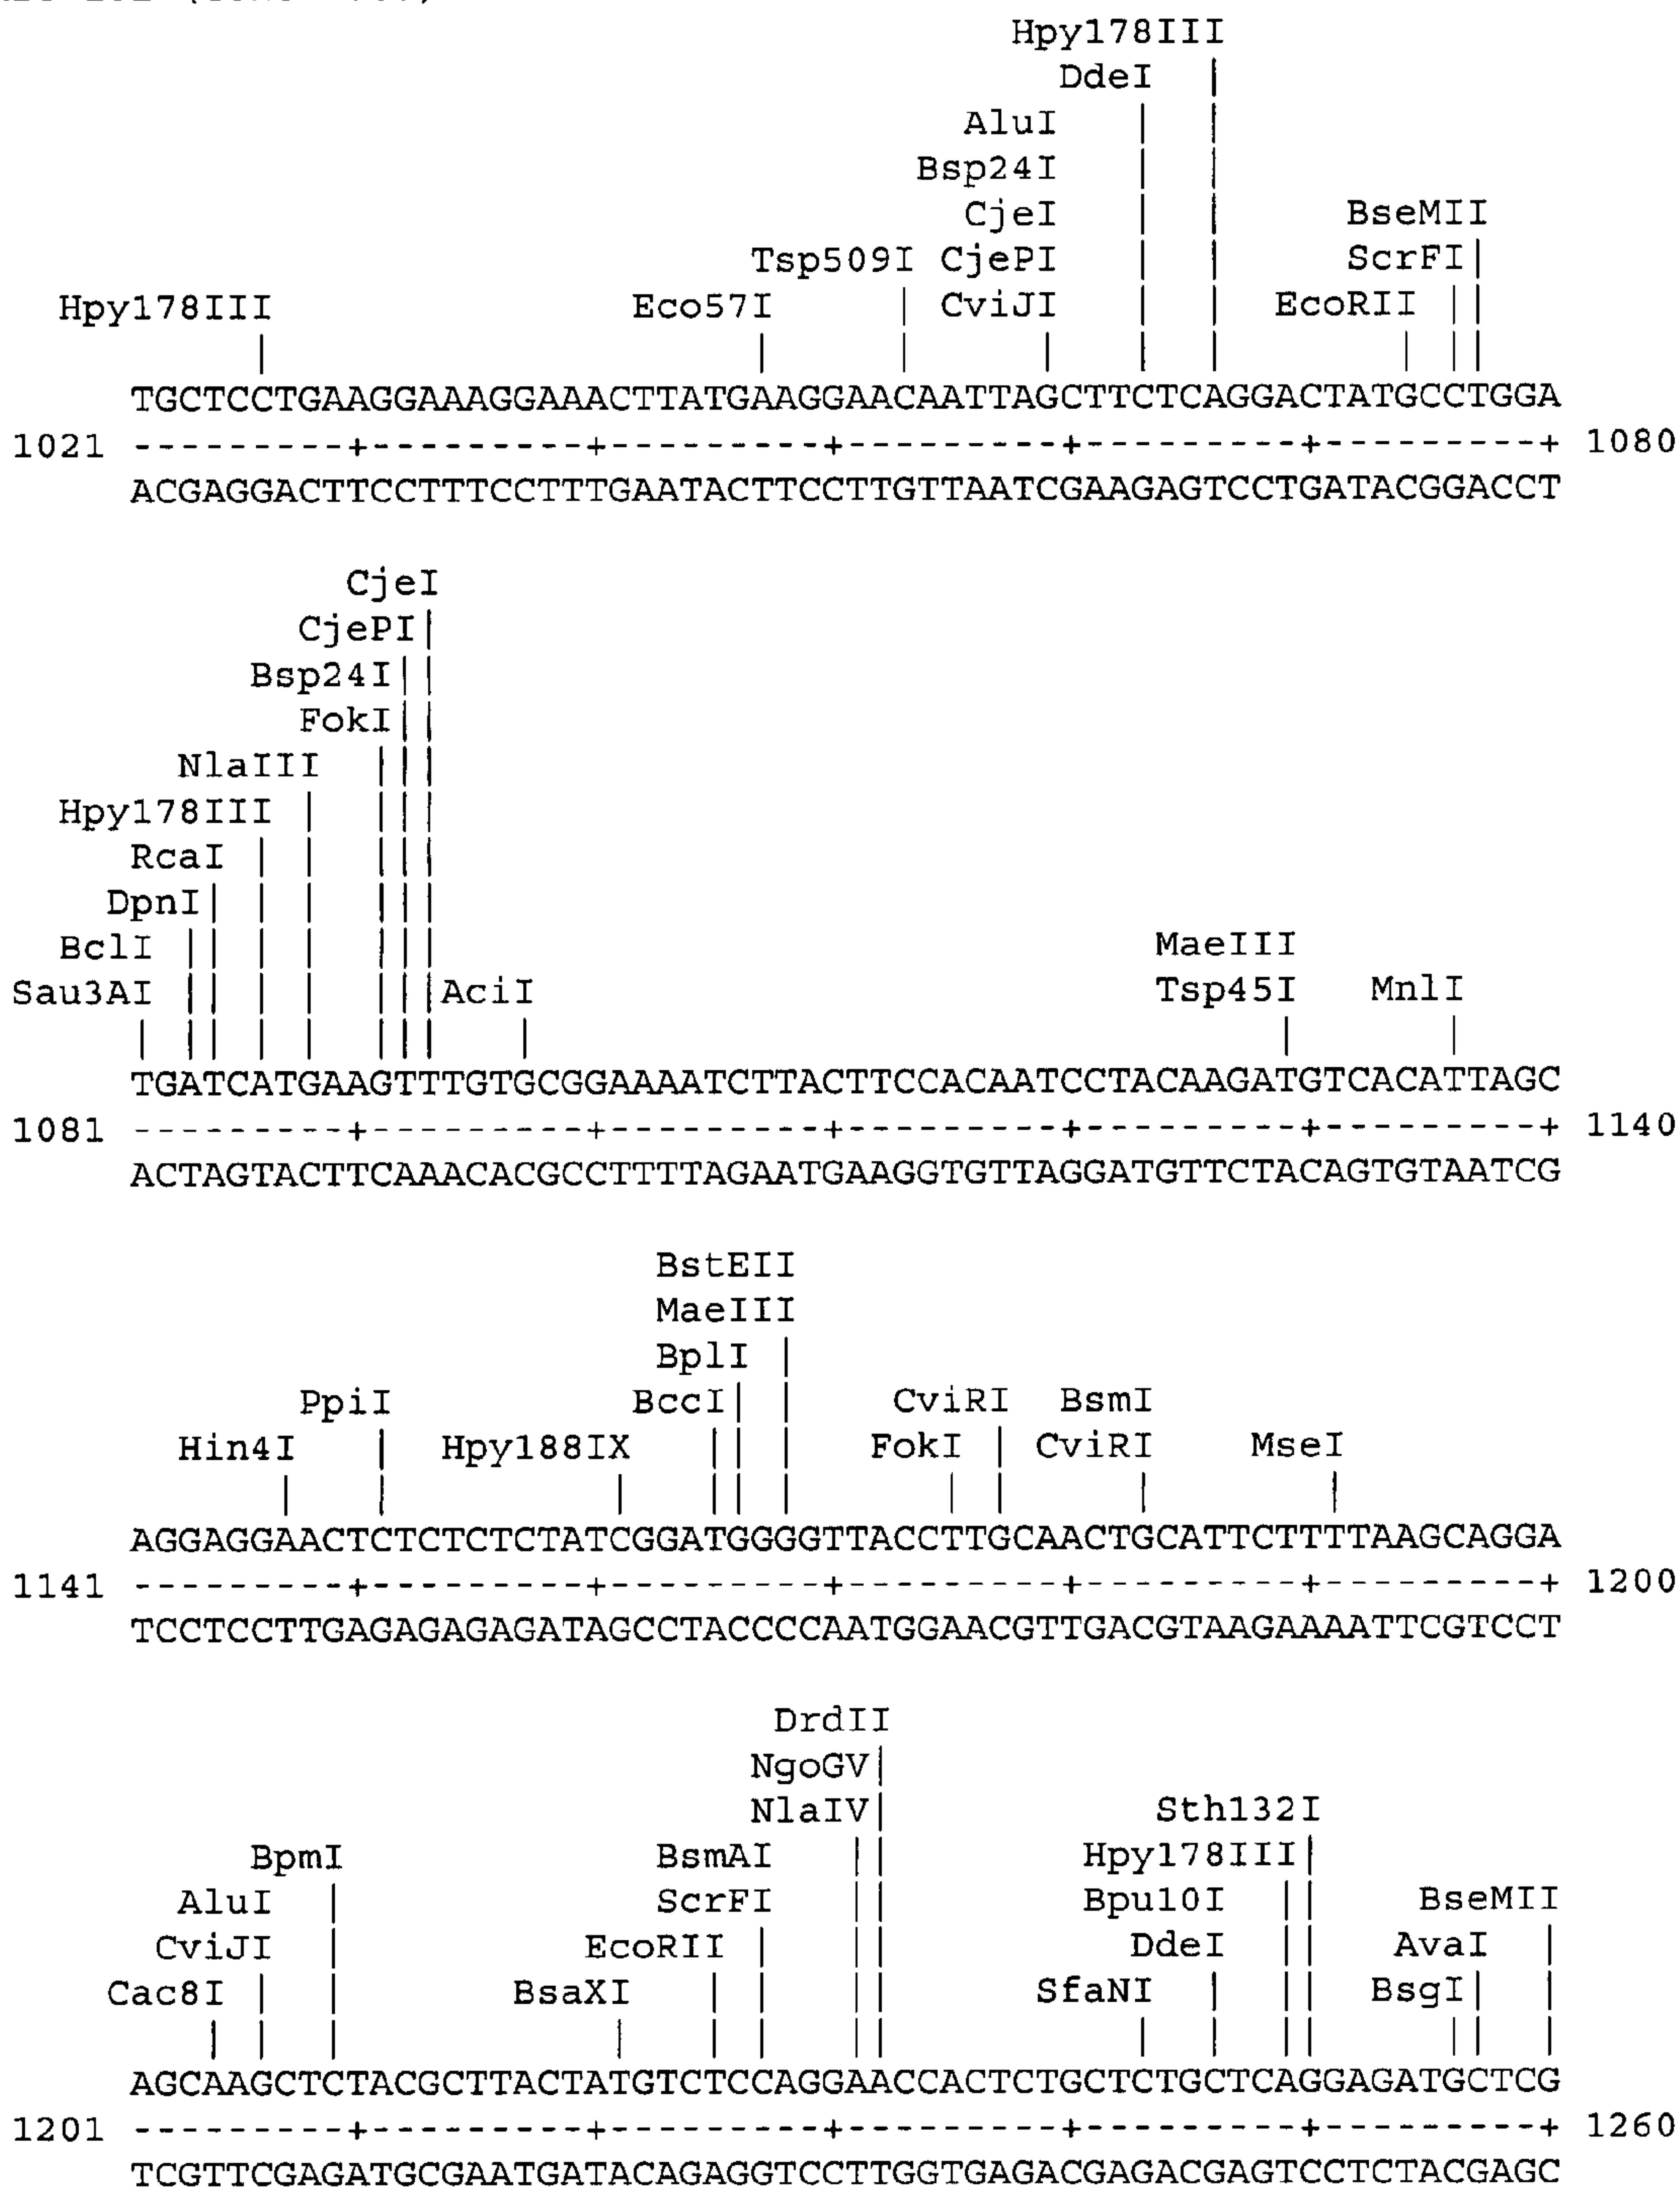 Hpy178III
DdeI |
AluI | |
Bsp24I | |
CjeI | | BseMII
Tsp509I CjePI | | ScrFI|
Hpy178III Eco57I | CviJI | | EcoRII | |
| | | | | | | | |
TGCTCCTGAAGGAAAGGAAACTTATGAAGGAACAATTAGCTTCTCAGGACTATGCCTGGA
1021 ---------+---------+---------+---------+---------+---------+ 1080
ACGAGGACTTCCTTTCCTTTGAATACTTCCTTGTTAATCGAAGAGTCCTGATACGGACCT
CjeI
CjePI|
Bsp24I| |
FokI| |
NlaIII | | |
Hpy178III | | | |
RcaI | | | | |
DpnI| | | | | |
BclI || | | | | | MaeIII
Sau3AI || | | | | |AciI Tsp45I MnlI
| || | | | | | | | |
TGATCATGAAGTTTGTGCGGAAAATCTTACTTCCACAATCCTACAAGATGTCACATTAGC
1081 ---------+---------+---------+---------+---------+---------+ 1140
ACTAGTACTTCAAACACGCCTTTTAGAATGAAGGTGTTAGGATGTTCTACAGTGTAATCG
BstEII
MaeIII
BplI |
PpiI BccI| | CviRI BsmI
Hin4I | Hpy188IX || | FokI | CviRI MseI
| | | || | | | | |
AGGAGGAACTCTCTCTCTATCGGATGGGGTTACCTTGCAACTGCATTCTTTTAAGCAGGA
1141 ---------+---------+---------+---------+---------+---------+ 1200
TCCTCCTTGAGAGAGAGATAGCCTACCCCAATGGAACGTTGACGTAAGAAAATTCGTCCT
DrdII
NgoGV|
NlaIV| Sth132I
BpmI BsmAI || Hpy178III|
AluI | ScrFI || Bpu10I || BseMII
CviJI | EcoRII | || DdeI || AvaI |
Cac8I | | BsaXI | | || SfaNI | || BsgI| |
| | | | | | || | | || || |
AGCAAGCTCTACGCTTACTATGTCTCCAGGAACCACTCTGCTCTGCTCAGGAGATGCTCG
1201 ---------+---------+---------+---------+---------+---------+ 1260
TCGTTCGAGATGCGAATGATACAGAGGTCCTTGGTGAGACGAGACGAGTCCTCTACGAGC